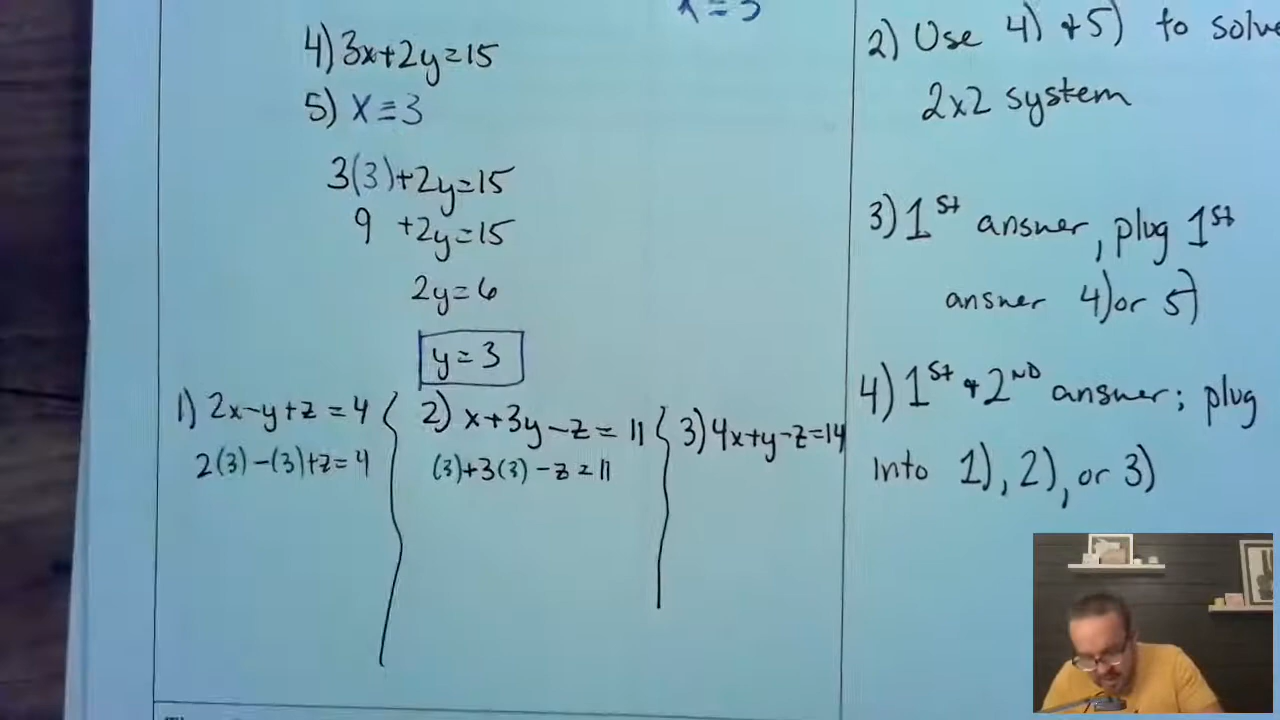 x=3
4) 3x+2y=15
5) x=3
3(3)+2y=15
9 +2y=15
2y=6
y=3
1) 2x-y+z=4
2(3)-(3)+z=4
2) x+3y-z=11
(3)+3(3)-z=11
3) 4x+y-z=14
2) Use 4) + 5) to solve
2x2 system
3) 1st answer, plug 1st
answer 4) or 5)
4) 1st + 2ND answer; plug
into 1), 2), or 3)